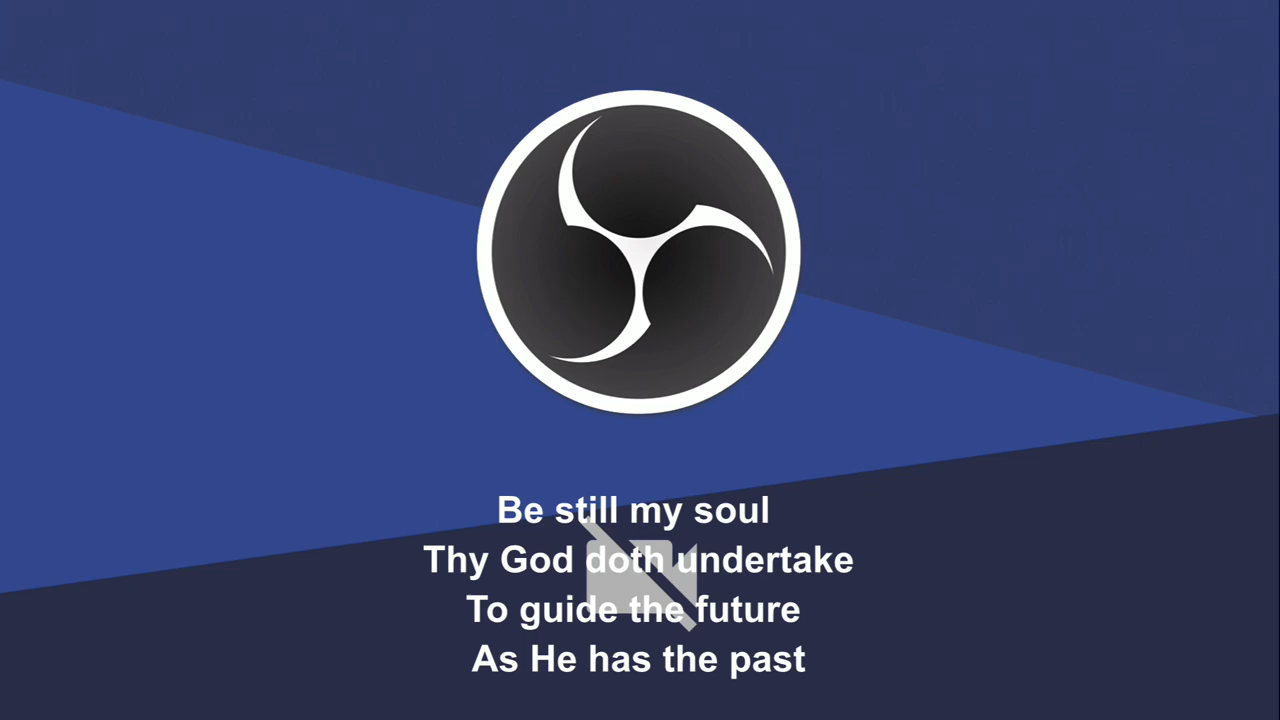 Be still my soul
Thy God doth undertake
To guide the future
As He has the past